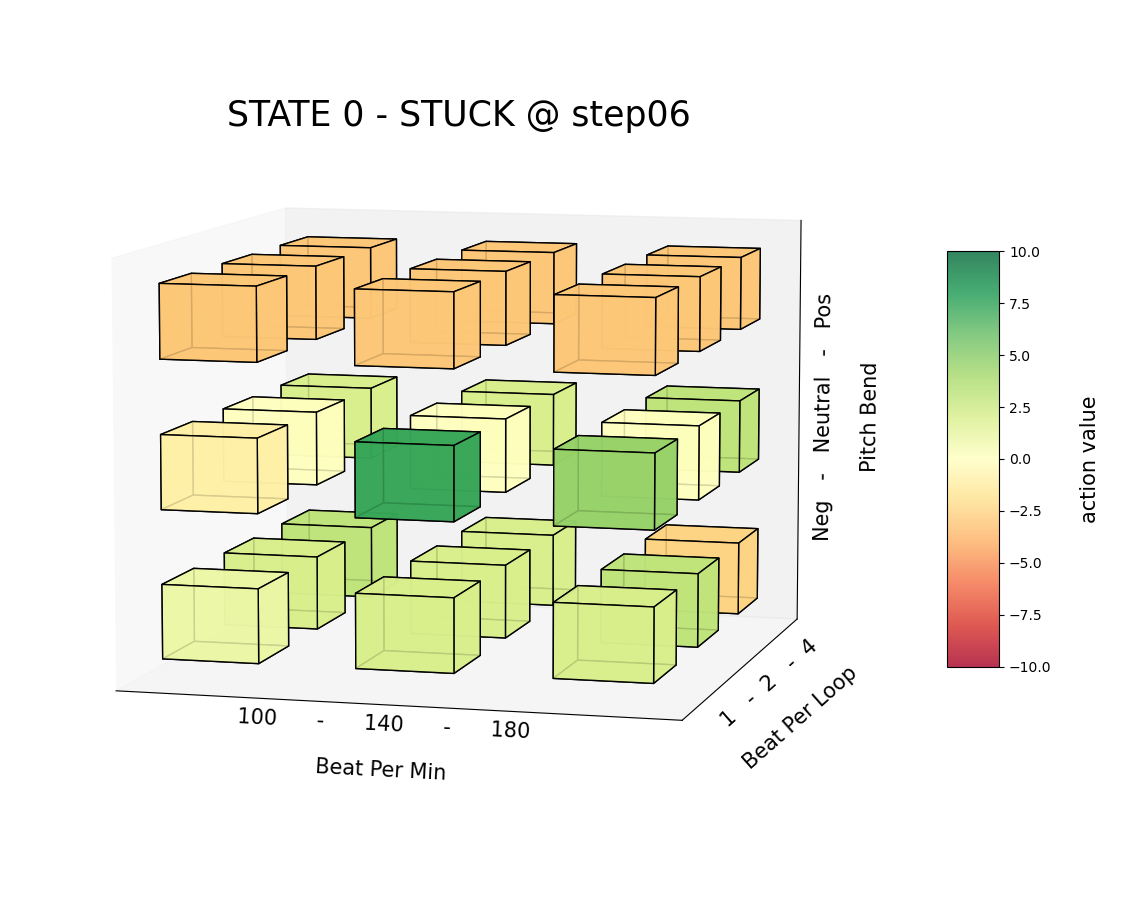 STATE 0 - STUCK @ step06
Neg - Neutral - Pos
Pitch Bend
1 - 2 - 4
Beat Per Loop
100 - 140 - 180
Beat Per Min
10.0
7.5
5.0
2.5
0.0
−2.5
−5.0
−7.5
−10.0
action value